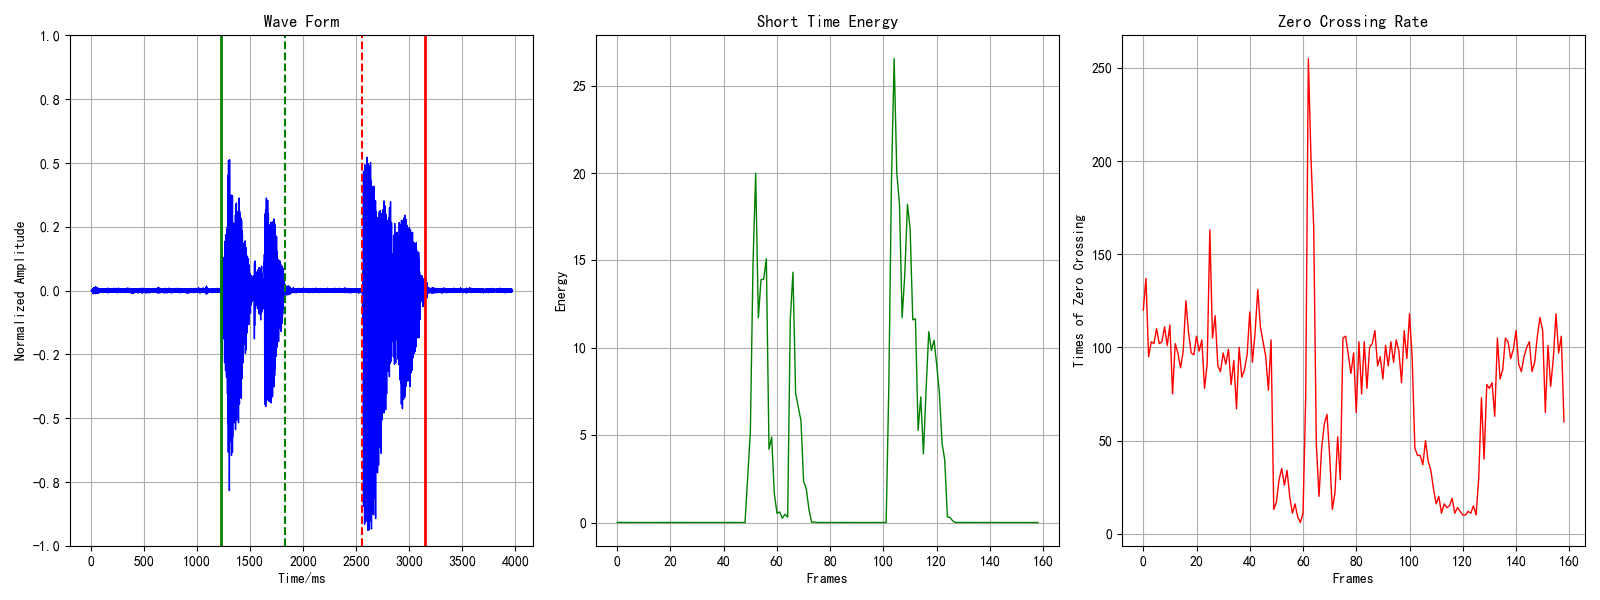 Wave Form
Normalized Amplitude
1.0
0.8
0.5
0.2
0.0
−0.2
−0.5
−0.8
−1.0
0 500 1000 1500 2000 2500 3000 3500 4000
Time/ms
Short Time Energy
Energy
25
20
15
10
5
0
0 20 40 60 80 100 120 140 160
Frames
Zero Crossing Rate
Times of Zero Crossing
250
200
150
100
50
0
0 20 40 60 80 100 120 140 160
Frames